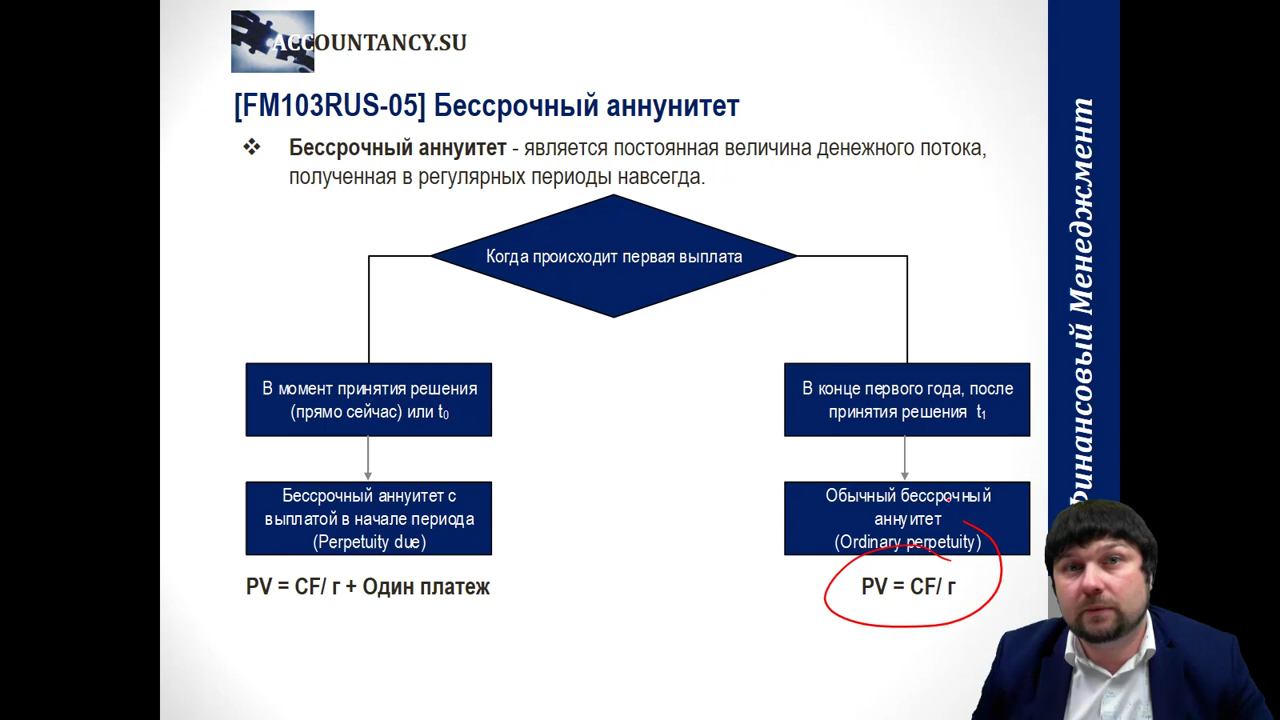 ACCOUNTANCY.SU
[FM103RUS-05] Бессрочный аннунитет
Бессрочный аннуитет - является постоянная величина денежного потока,
полученная в регулярных периоды навсегда.
Когда происходит первая выплата
В момент принятия решения
(прямо сейчас) или t₀
В конце первого года, после
принятия решения t₁
Бессрочный аннуитет с
выплатой в начале периода
(Perpetuity due)
Обычный бессрочный
аннуитет
(Ordinary perpetuity)
PV = CF/ г + Один платеж
PV = CF/ г
Финансовый Менеджмент